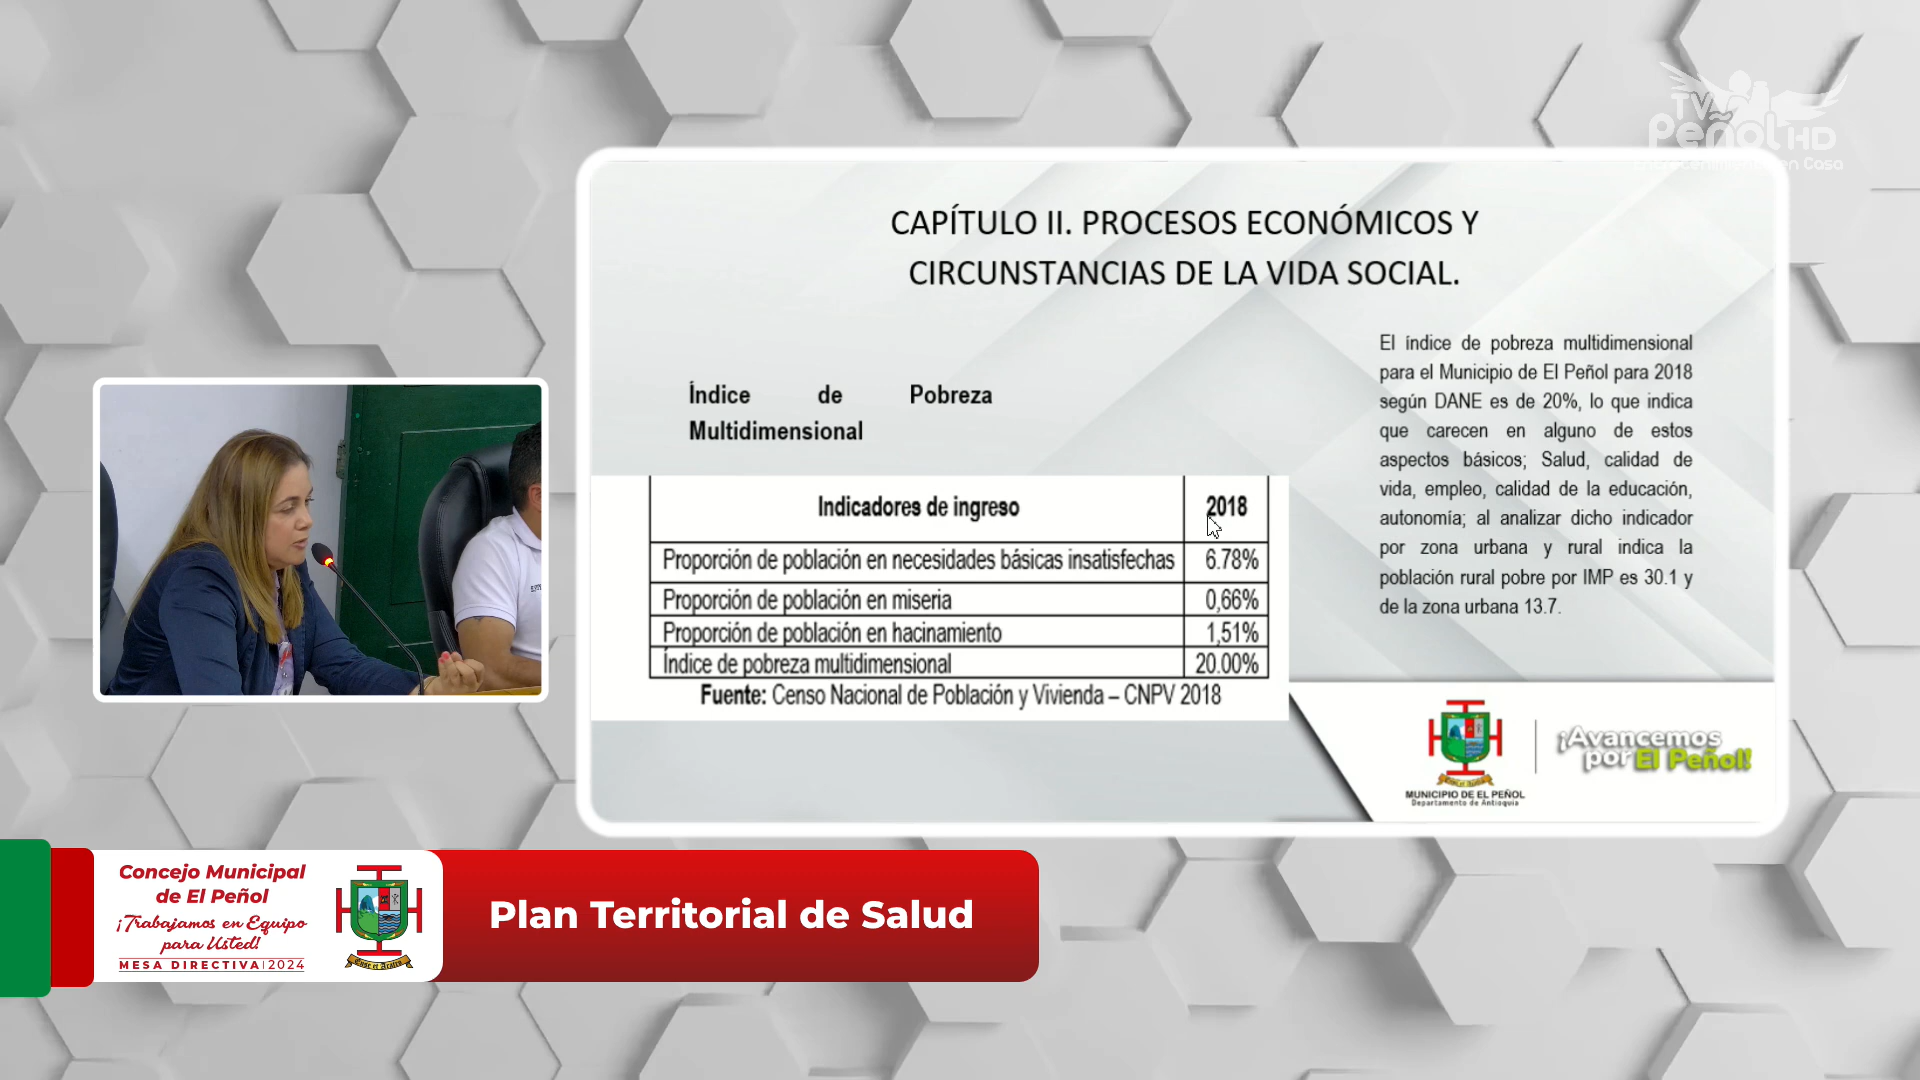 TV
Peñol HD
en Casa
CAPÍTULO II. PROCESOS ECONÓMICOS Y
CIRCUNSTANCIAS DE LA VIDA SOCIAL.
Índice de Pobreza
Multidimensional
Indicadores de ingreso 2018
Proporción de población en necesidades básicas insatisfechas 6.78%
Proporción de población en miseria 0,66%
Proporción de población en hacinamiento 1,51%
Índice de pobreza multidimensional 20.00%
Fuente: Censo Nacional de Población y Vivienda – CNPV 2018
El índice de pobreza multidimensional
para el Municipio de El Peñol para 2018
según DANE es de 20%, lo que indica
que carecen en alguno de estos
aspectos básicos; Salud, calidad de
vida, empleo, calidad de la educación,
autonomía; al analizar dicho indicador
por zona urbana y rural indica la
población rural pobre por IMP es 30.1 y
de la zona urbana 13.7.
MUNICIPIO DE EL PEÑOL
Departamento de Antioquia
¡Avancemos
por El Peñol!
Concejo Municipal
de El Peñol
¡Trabajamos en Equipo
para Usted!
MESA DIRECTIVA|2024
Plan Territorial de Salud